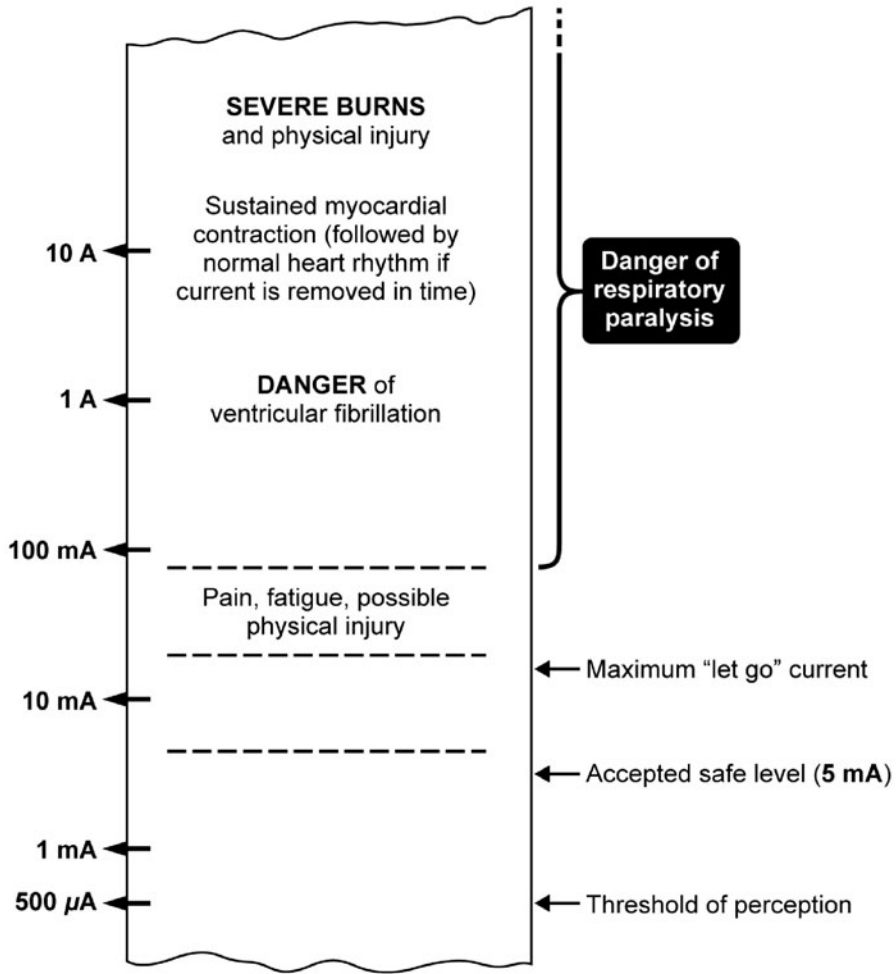 SEVERE BURNS
and physical injury
Sustained myocardial
contraction (followed by
normal heart rhythm if
current is removed in time)
10 A
Danger of
respiratory
paralysis
DANGER of
ventricular fibrillation
1 A
100 mA
Pain, fatigue, possible
physical injury
Maximum “let go” current
10 mA
Accepted safe level (5 mA)
1 mA
500 µA
Threshold of perception